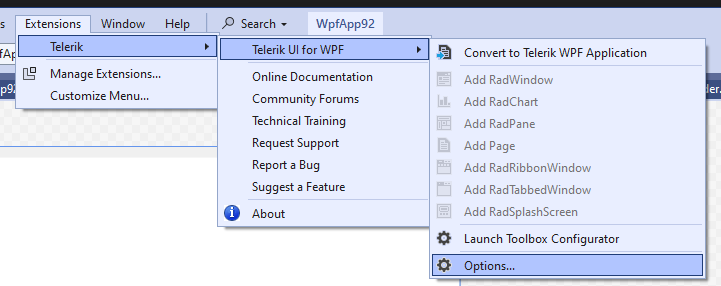 s Extensions Window Help Search WpfApp92
Telerik
Manage Extensions...
Customize Menu...
Telerik UI for WPF
Online Documentation
Community Forums
Technical Training
Request Support
Report a Bug
Suggest a Feature
About
Convert to Telerik WPF Application
Add RadWindow
Add RadChart
Add RadPane
Add Page
Add RadRibbonWindow
Add RadTabbedWindow
Add RadSplashScreen
Launch Toolbox Configurator
Options...